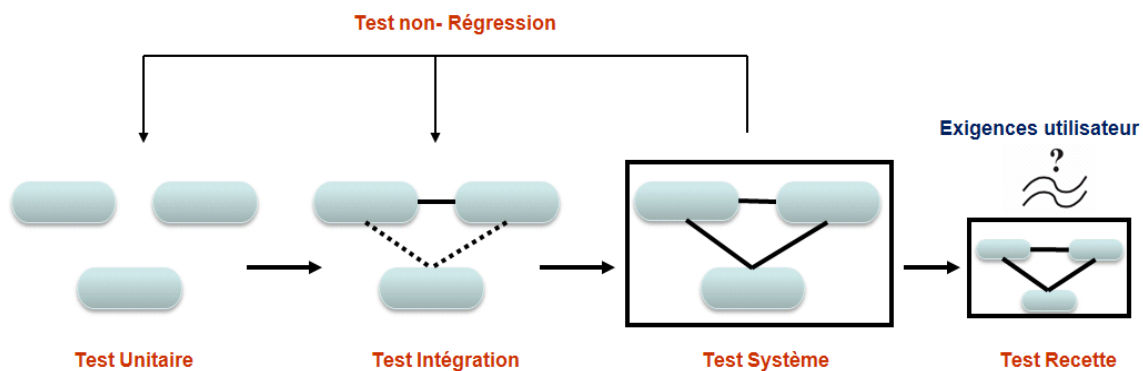 Test non- Régression
Exigences utilisateur
?
Test Unitaire
Test Intégration
Test Système
Test Recette